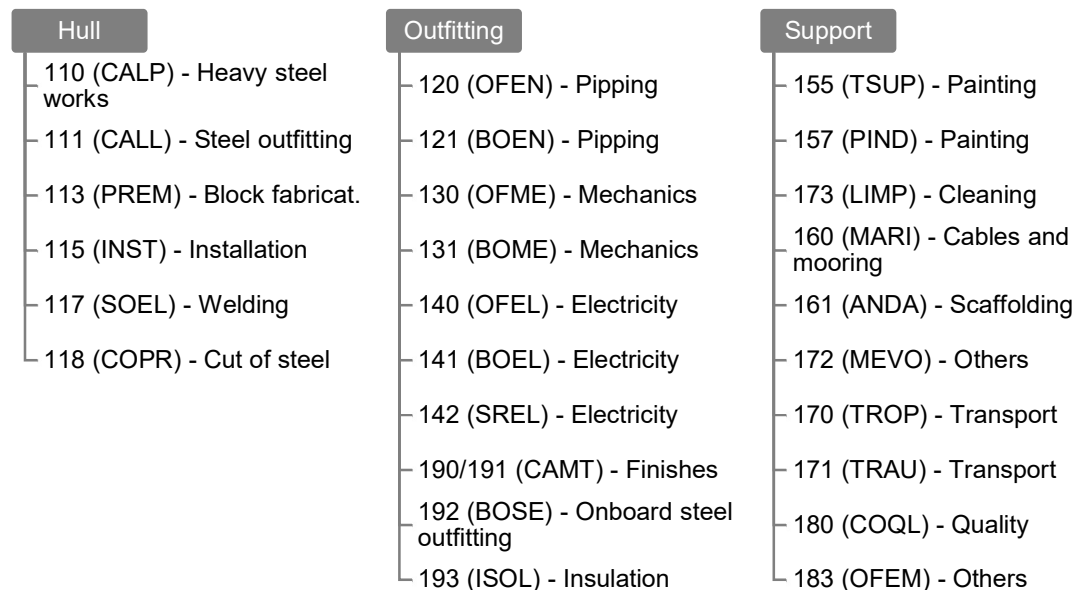 Hull
110 (CALP) - Heavy steel
works
111 (CALL) - Steel outfitting
113 (PREM) - Block fabricat.
115 (INST) - Installation
117 (SOEL) - Welding
118 (COPR) - Cut of steel
Outfitting
120 (OFEN) - Pipping
121 (BOEN) - Pipping
130 (OFME) - Mechanics
131 (BOME) - Mechanics
140 (OFEL) - Electricity
141 (BOEL) - Electricity
142 (SREL) - Electricity
190/191 (CAMT) - Finishes
192 (BOSE) - Onboard steel
outfitting
193 (ISOL) - Insulation
Support
155 (TSUP) - Painting
157 (PIND) - Painting
173 (LIMP) - Cleaning
160 (MARI) - Cables and
mooring
161 (ANDA) - Scaffolding
172 (MEVO) - Others
170 (TROP) - Transport
171 (TRAU) - Transport
180 (COQL) - Quality
183 (OFEM) - Others